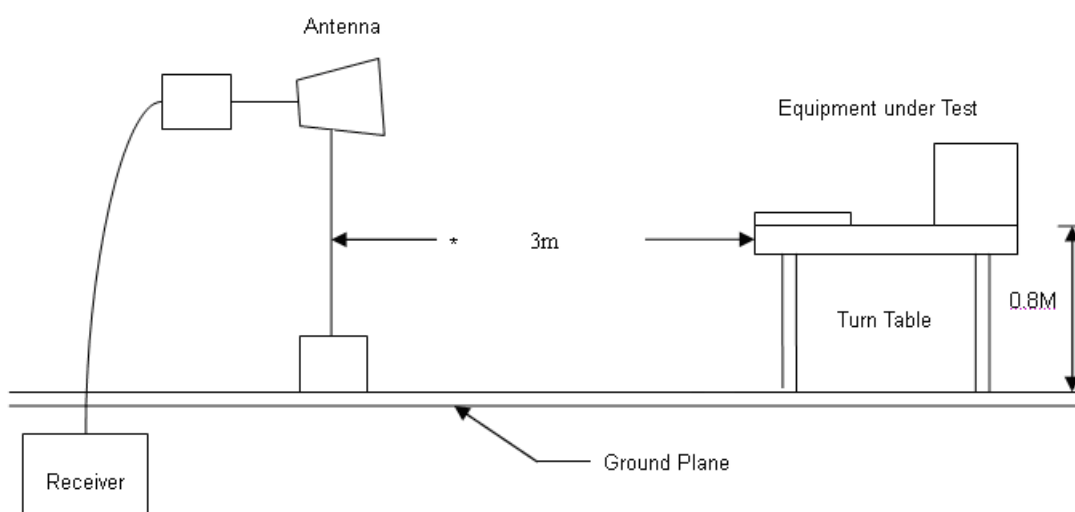 Antenna
Equipment under Test
* 3m
0.8M
Turn Table
Ground Plane
Receiver